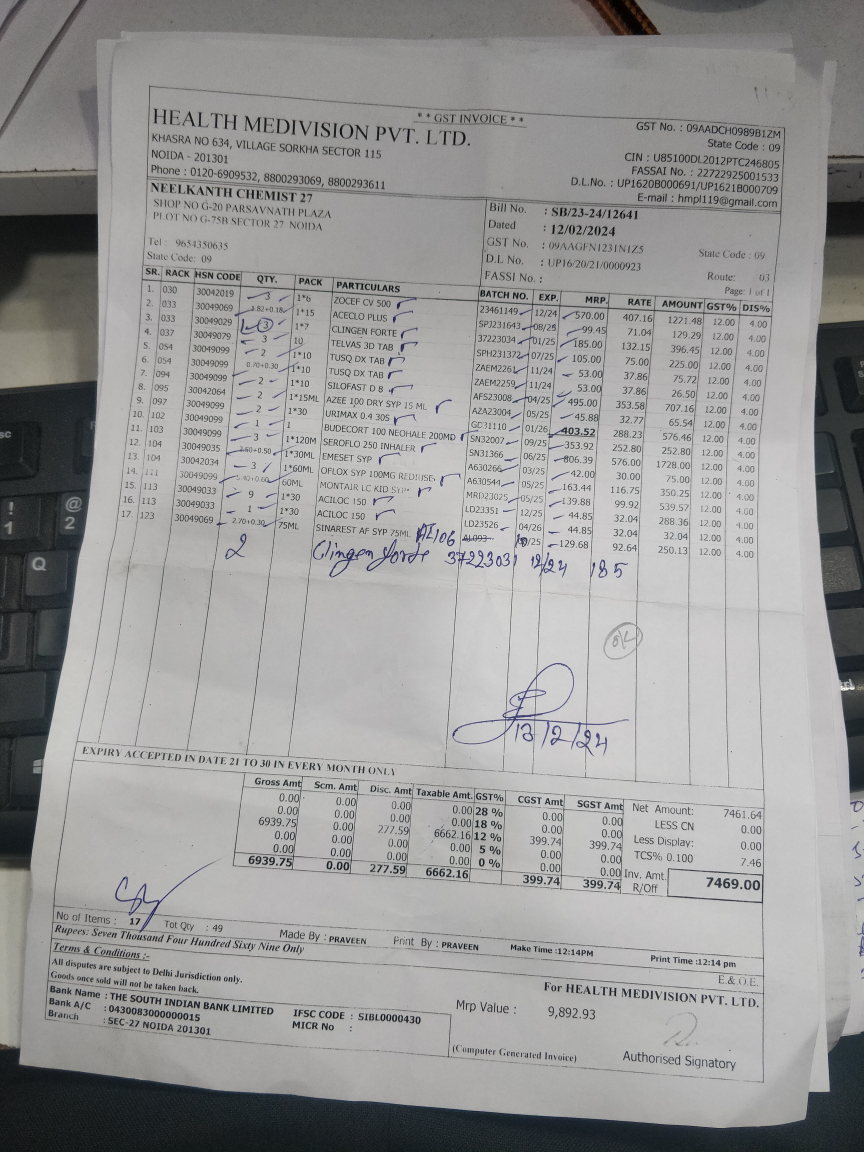 ** GST INVOICE **
HEALTH MEDIVISION PVT. LTD.
KHASRA NO 634, VILLAGE SORKHA SECTOR 115
NOIDA - 201301
Phone : 0120-6909532, 8800293069, 8800293611
GST No. : 09AADCH0989B1ZM
State Code : 09
CIN : U85100DL2012PTC246805
FASSAI No. : 22722925001533
D.L.No. : UP1620B000691/UP1621B000709
E-mail : hmpl119@gmail.com
NEELKANTH CHEMIST 27
SHOP NO G-20 PARSAVNATH PLAZA
PLOT NO G-75B SECTOR 27 NOIDA
Tel : 9654350635
State Code: 09
Bill No. : SB/23-24/12641
Dated : 12/02/2024
GST No. : 09AAGFN1231N1Z5 State Code : 09
D.L No. : UP16/20/21/0000923
FASSI No. : Route: 03
Page: 1 of 1
SR. RACK HSN CODE QTY. PACK PARTICULARS BATCH NO. EXP. MRP. RATE AMOUNT GST% DIS%
1. 030 30042019 3 1*6 ZOCEF CV 500 23461149 12/24 570.00 407.16 1221.48 12.00 4.00
2. 033 30049069 1.82+0.18 1*15 ACECLO PLUS SPJ231643 08/25 99.45 71.04 129.29 12.00 4.00
3. 033 30049029 3 1*7 CLINGEN FORTE 37223034 01/25 185.00 132.15 396.45 12.00 4.00
4. 037 30049079 3 10 TELVAS 3D TAB SPH231372 07/25 105.00 75.00 225.00 12.00 4.00
5. 054 30049099 2 1*10 TUSQ DX TAB ZAEM2261 11/24 53.00 37.86 75.72 12.00 4.00
6. 054 30049099 0.70+0.30 1*10 TUSQ DX TAB ZAEM2259 11/24 53.00 37.86 26.50 12.00 4.00
7. 094 30049099 2 1*10 SILOFAST D 8 AFS23008 04/25 495.00 353.58 707.16 12.00 4.00
8. 095 30042064 2 1*15ML AZEE 100 DRY SYP 15 ML AZA23004 05/25 45.88 32.77 65.54 12.00 4.00
9. 097 30049099 2 1*30 URIMAX 0.4 30S GD31110 01/26 403.52 288.23 576.46 12.00 4.00
10. 102 30049099 1 1 BUDECORT 100 NEOHALE 200MD SN32007 09/25 353.92 252.80 252.80 12.00 4.00
11. 103 30049099 3 1*120M SEROFLO 250 INHALER SN31366 06/25 806.39 576.00 1728.00 12.00 4.00
12. 104 30049035 2.50+0.50 1*30ML EMESET SYP A630266 03/25 42.00 30.00 75.00 12.00 4.00
13. 104 30042034 3 1*60ML OFLOX SYP 100MG REDIUSE A630544 05/25 163.44 116.75 350.25 12.00 4.00
14. 111 30049099 60ML MONTAIR LC KID SYP MRD23025 05/25 139.88 99.92 539.57 12.00 4.00
15. 113 30049033 9 1*30 ACILOC 150 LD23351 12/25 44.85 32.04 288.36 12.00 4.00
16. 113 30049033 1 1*30 ACILOC 150 LD23526 04/26 44.85 32.04 32.04 12.00 4.00
17. 123 30049069 2.70+0.30 75ML SINAREST AF SYP 75ML AL093 129.68 92.64 250.13 12.00 4.00
AL106
2 Clingen forte 37223031 12/24 185
OK
13/2/24
EXPIRY ACCEPTED IN DATE 21 TO 30 IN EVERY MONTH ONLY
Gross Amt Scm. Amt Disc. Amt Taxable Amt. GST% CGST Amt SGST Amt
0.00 0.00 0.00 0.00 28 % 0.00 0.00
0.00 0.00 0.00 0.00 18 % 0.00 0.00
6939.75 0.00 277.59 6662.16 12 % 399.74 399.74
0.00 0.00 0.00 0.00 5 % 0.00 0.00
0.00 0.00 0.00 0.00 0 % 0.00 0.00
6939.75 0.00 277.59 6662.16 399.74 399.74
Net Amount: 7461.64
LESS CN 0.00
Less Display: 0.00
TCS% 0.100 7.46
Inv. Amt. R/Off 7469.00
No of Items : 17 Tot Qty : 49 Made By : PRAVEEN Print By : PRAVEEN Make Time :12:14PM Print Time :12:14 pm
Rupees: Seven Thousand Four Hundred Sixty Nine Only
E.& O.E.
Terms & Conditions :-
All disputes are subject to Delhi Jurisdiction only.
Goods once sold will not be taken back.
Bank Name : THE SOUTH INDIAN BANK LIMITED
Bank A/C : 0430083000000015
Branch : SEC-27 NOIDA 201301
IFSC CODE : SIBL0000430
MICR No :
For HEALTH MEDIVISION PVT. LTD.
Mrp Value : 9,892.93
(Computer Generated Invoice)
Authorised Signatory